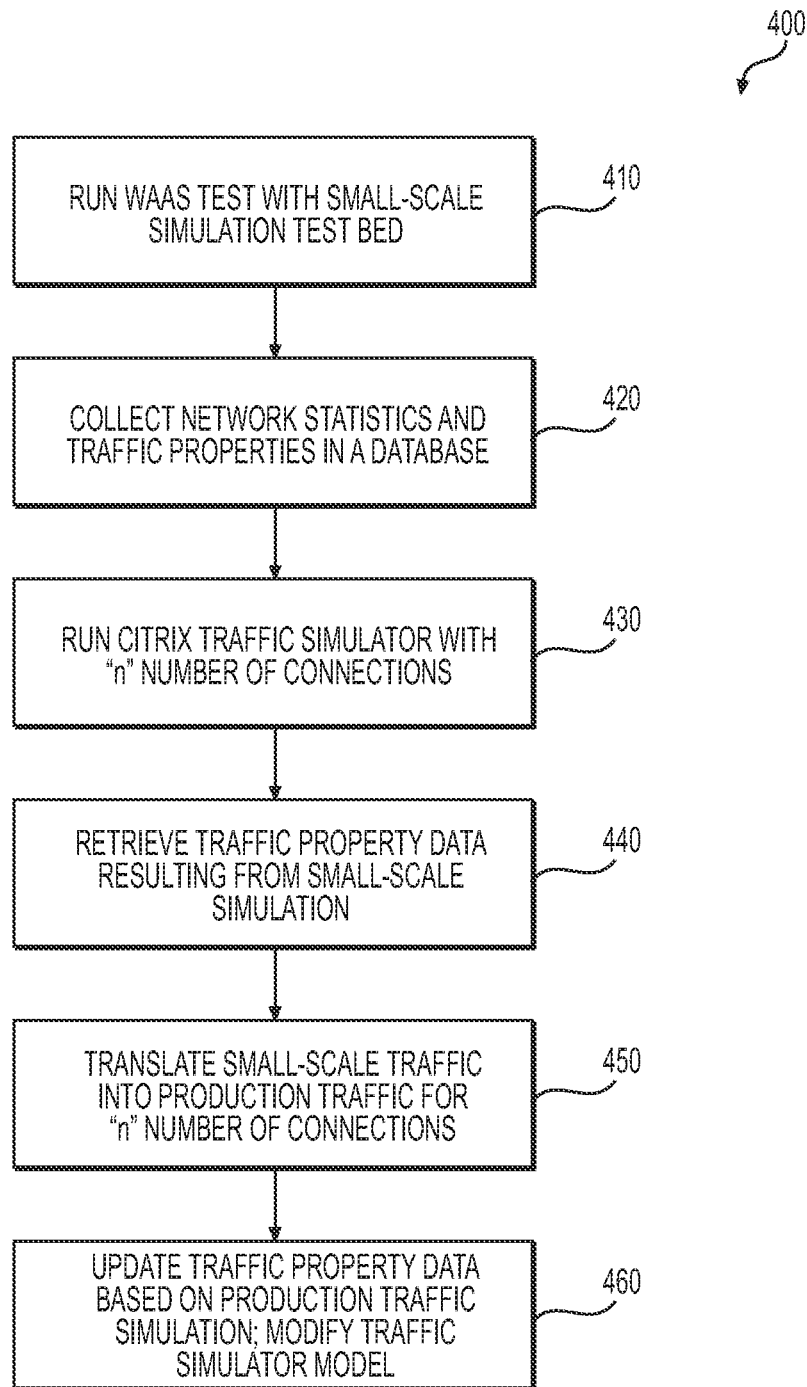 400
RUN WAAS TEST WITH SMALL-SCALE
SIMULATION TEST BED
410
COLLECT NETWORK STATISTICS AND
TRAFFIC PROPERTIES IN A DATABASE
420
RUN CITRIX TRAFFIC SIMULATOR WITH
"n" NUMBER OF CONNECTIONS
430
RETRIEVE TRAFFIC PROPERTY DATA
RESULTING FROM SMALL-SCALE
SIMULATION
440
TRANSLATE SMALL-SCALE TRAFFIC
INTO PRODUCTION TRAFFIC FOR
"n" NUMBER OF CONNECTIONS
450
UPDATE TRAFFIC PROPERTY DATA
BASED ON PRODUCTION TRAFFIC
SIMULATION; MODIFY TRAFFIC
SIMULATOR MODEL
460